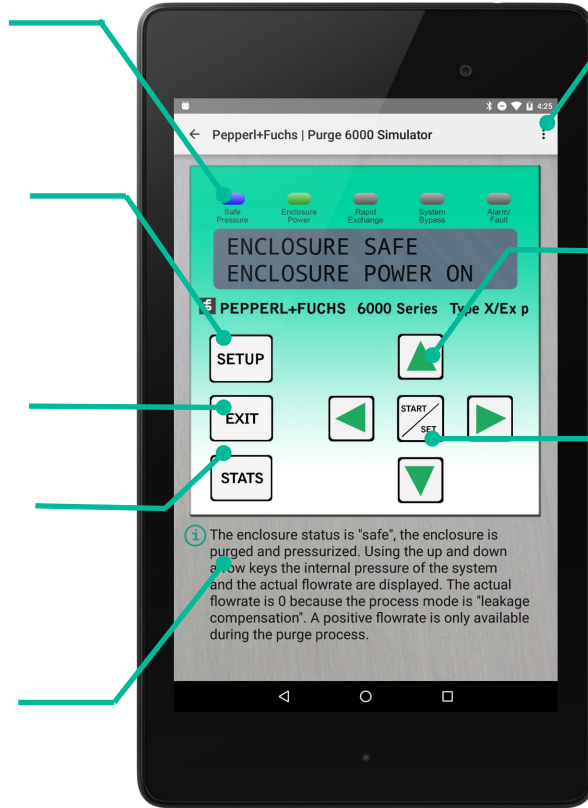 4:25
Pepperl+Fuchs | Purge 6000 Simulator
Safe Pressure
Enclosure Power
Rapid Exchange
System Bypass
Alarm/ Fault
ENCLOSURE SAFE
ENCLOSURE POWER ON
PEPPERL+FUCHS 6000 Series Type X/Ex p
SETUP
EXIT
START/SET
STATS
The enclosure status is "safe", the enclosure is
purged and pressurized. Using the up and down
arrow keys the internal pressure of the system
and the actual flowrate are displayed. The actual
flowrate is 0 because the process mode is "leakage
compensation". A positive flowrate is only available
during the purge process.